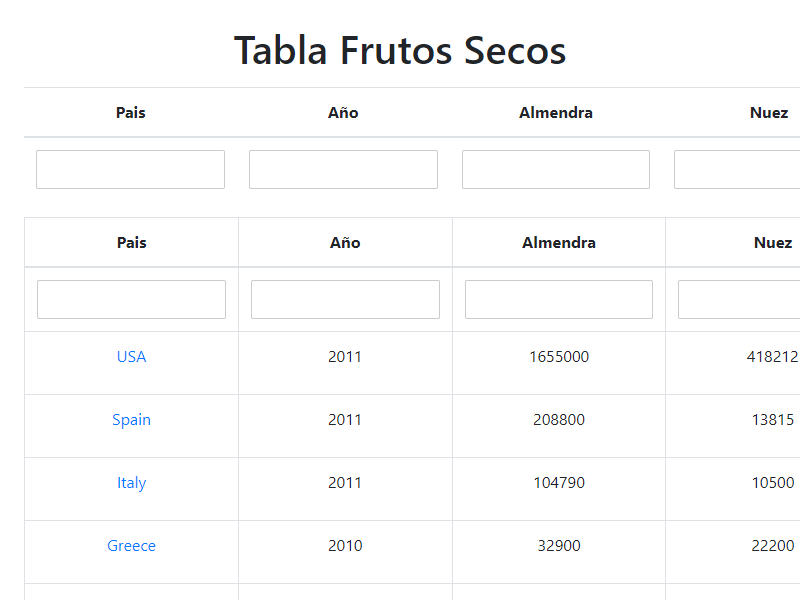 Tabla Frutos Secos
Pais Año Almendra Nuez
Pais Año Almendra Nuez
USA 2011 1655000 418212
Spain 2011 208800 13815
Italy 2011 104790 10500
Greece 2010 32900 22200